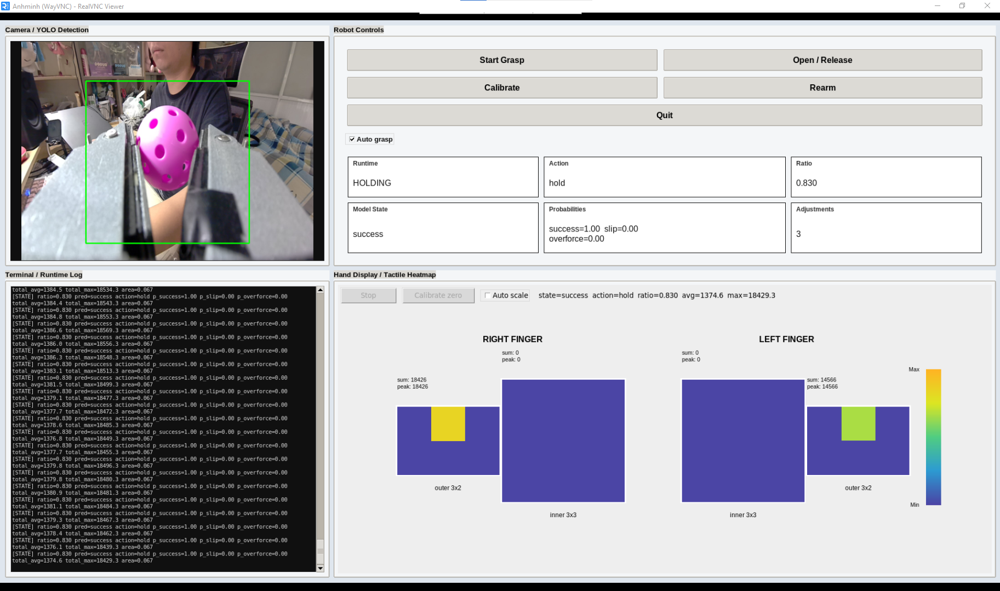 Anhminh (WayVNC) - RealVNC Viewer
Camera / YOLO Detection
Robot Controls
Start Grasp
Open / Release
Calibrate
Rearm
Quit
Auto grasp
Runtime
HOLDING
Action
hold
Ratio
0.830
Model State
success
Probabilities
success=1.00 slip=0.00
overforce=0.00
Adjustments
3
Terminal / Runtime Log
total_avg=1384.5 total_max=18534.3 area=0.067
[STATE] ratio=0.830 pred=success action=hold p_success=1.00 p_slip=0.00 p_overforce=0.00
total_avg=1384.4 total_max=18543.3 area=0.067
[STATE] ratio=0.830 pred=success action=hold p_success=1.00 p_slip=0.00 p_overforce=0.00
total_avg=1384.8 total_max=18553.3 area=0.067
[STATE] ratio=0.830 pred=success action=hold p_success=1.00 p_slip=0.00 p_overforce=0.00
total_avg=1386.6 total_max=18569.3 area=0.067
[STATE] ratio=0.830 pred=success action=hold p_success=1.00 p_slip=0.00 p_overforce=0.00
total_avg=1386.0 total_max=18556.3 area=0.067
[STATE] ratio=0.830 pred=success action=hold p_success=1.00 p_slip=0.00 p_overforce=0.00
total_avg=1386.3 total_max=18548.3 area=0.067
[STATE] ratio=0.830 pred=success action=hold p_success=1.00 p_slip=0.00 p_overforce=0.00
total_avg=1383.1 total_max=18513.3 area=0.067
[STATE] ratio=0.830 pred=success action=hold p_success=1.00 p_slip=0.00 p_overforce=0.00
total_avg=1381.5 total_max=18499.3 area=0.067
[STATE] ratio=0.830 pred=success action=hold p_success=1.00 p_slip=0.00 p_overforce=0.00
total_avg=1379.1 total_max=18477.3 area=0.067
[STATE] ratio=0.830 pred=success action=hold p_success=1.00 p_slip=0.00 p_overforce=0.00
total_avg=1377.7 total_max=18472.3 area=0.067
[STATE] ratio=0.830 pred=success action=hold p_success=1.00 p_slip=0.00 p_overforce=0.00
total_avg=1378.6 total_max=18485.3 area=0.067
[STATE] ratio=0.830 pred=success action=hold p_success=1.00 p_slip=0.00 p_overforce=0.00
total_avg=1376.8 total_max=18449.3 area=0.067
[STATE] ratio=0.830 pred=success action=hold p_success=1.00 p_slip=0.00 p_overforce=0.00
total_avg=1377.7 total_max=18455.3 area=0.067
[STATE] ratio=0.830 pred=success action=hold p_success=1.00 p_slip=0.00 p_overforce=0.00
total_avg=1379.8 total_max=18496.3 area=0.067
[STATE] ratio=0.830 pred=success action=hold p_success=1.00 p_slip=0.00 p_overforce=0.00
total_avg=1379.8 total_max=18480.3 area=0.067
[STATE] ratio=0.830 pred=success action=hold p_success=1.00 p_slip=0.00 p_overforce=0.00
total_avg=1380.9 total_max=18481.3 area=0.067
[STATE] ratio=0.830 pred=success action=hold p_success=1.00 p_slip=0.00 p_overforce=0.00
total_avg=1381.1 total_max=18484.3 area=0.067
[STATE] ratio=0.830 pred=success action=hold p_success=1.00 p_slip=0.00 p_overforce=0.00
total_avg=1379.3 total_max=18467.3 area=0.067
[STATE] ratio=0.830 pred=success action=hold p_success=1.00 p_slip=0.00 p_overforce=0.00
total_avg=1378.4 total_max=18462.3 area=0.067
[STATE] ratio=0.830 pred=success action=hold p_success=1.00 p_slip=0.00 p_overforce=0.00
total_avg=1376.1 total_max=18439.3 area=0.067
[STATE] ratio=0.830 pred=success action=hold p_success=1.00 p_slip=0.00 p_overforce=0.00
total_avg=1374.6 total_max=18429.3 area=0.067
Hand Display / Tactile Heatmap
Stop
Calibrate zero
Auto scale
state=success action=hold ratio=0.830 avg=1374.6 max=18429.3
RIGHT FINGER
LEFT FINGER
sum: 0
peak: 0
sum: 0
peak: 0
sum: 18426
peak: 18426
sum: 14566
peak: 14566
Max
outer 3x2
outer 3x2
Min
inner 3x3
inner 3x3